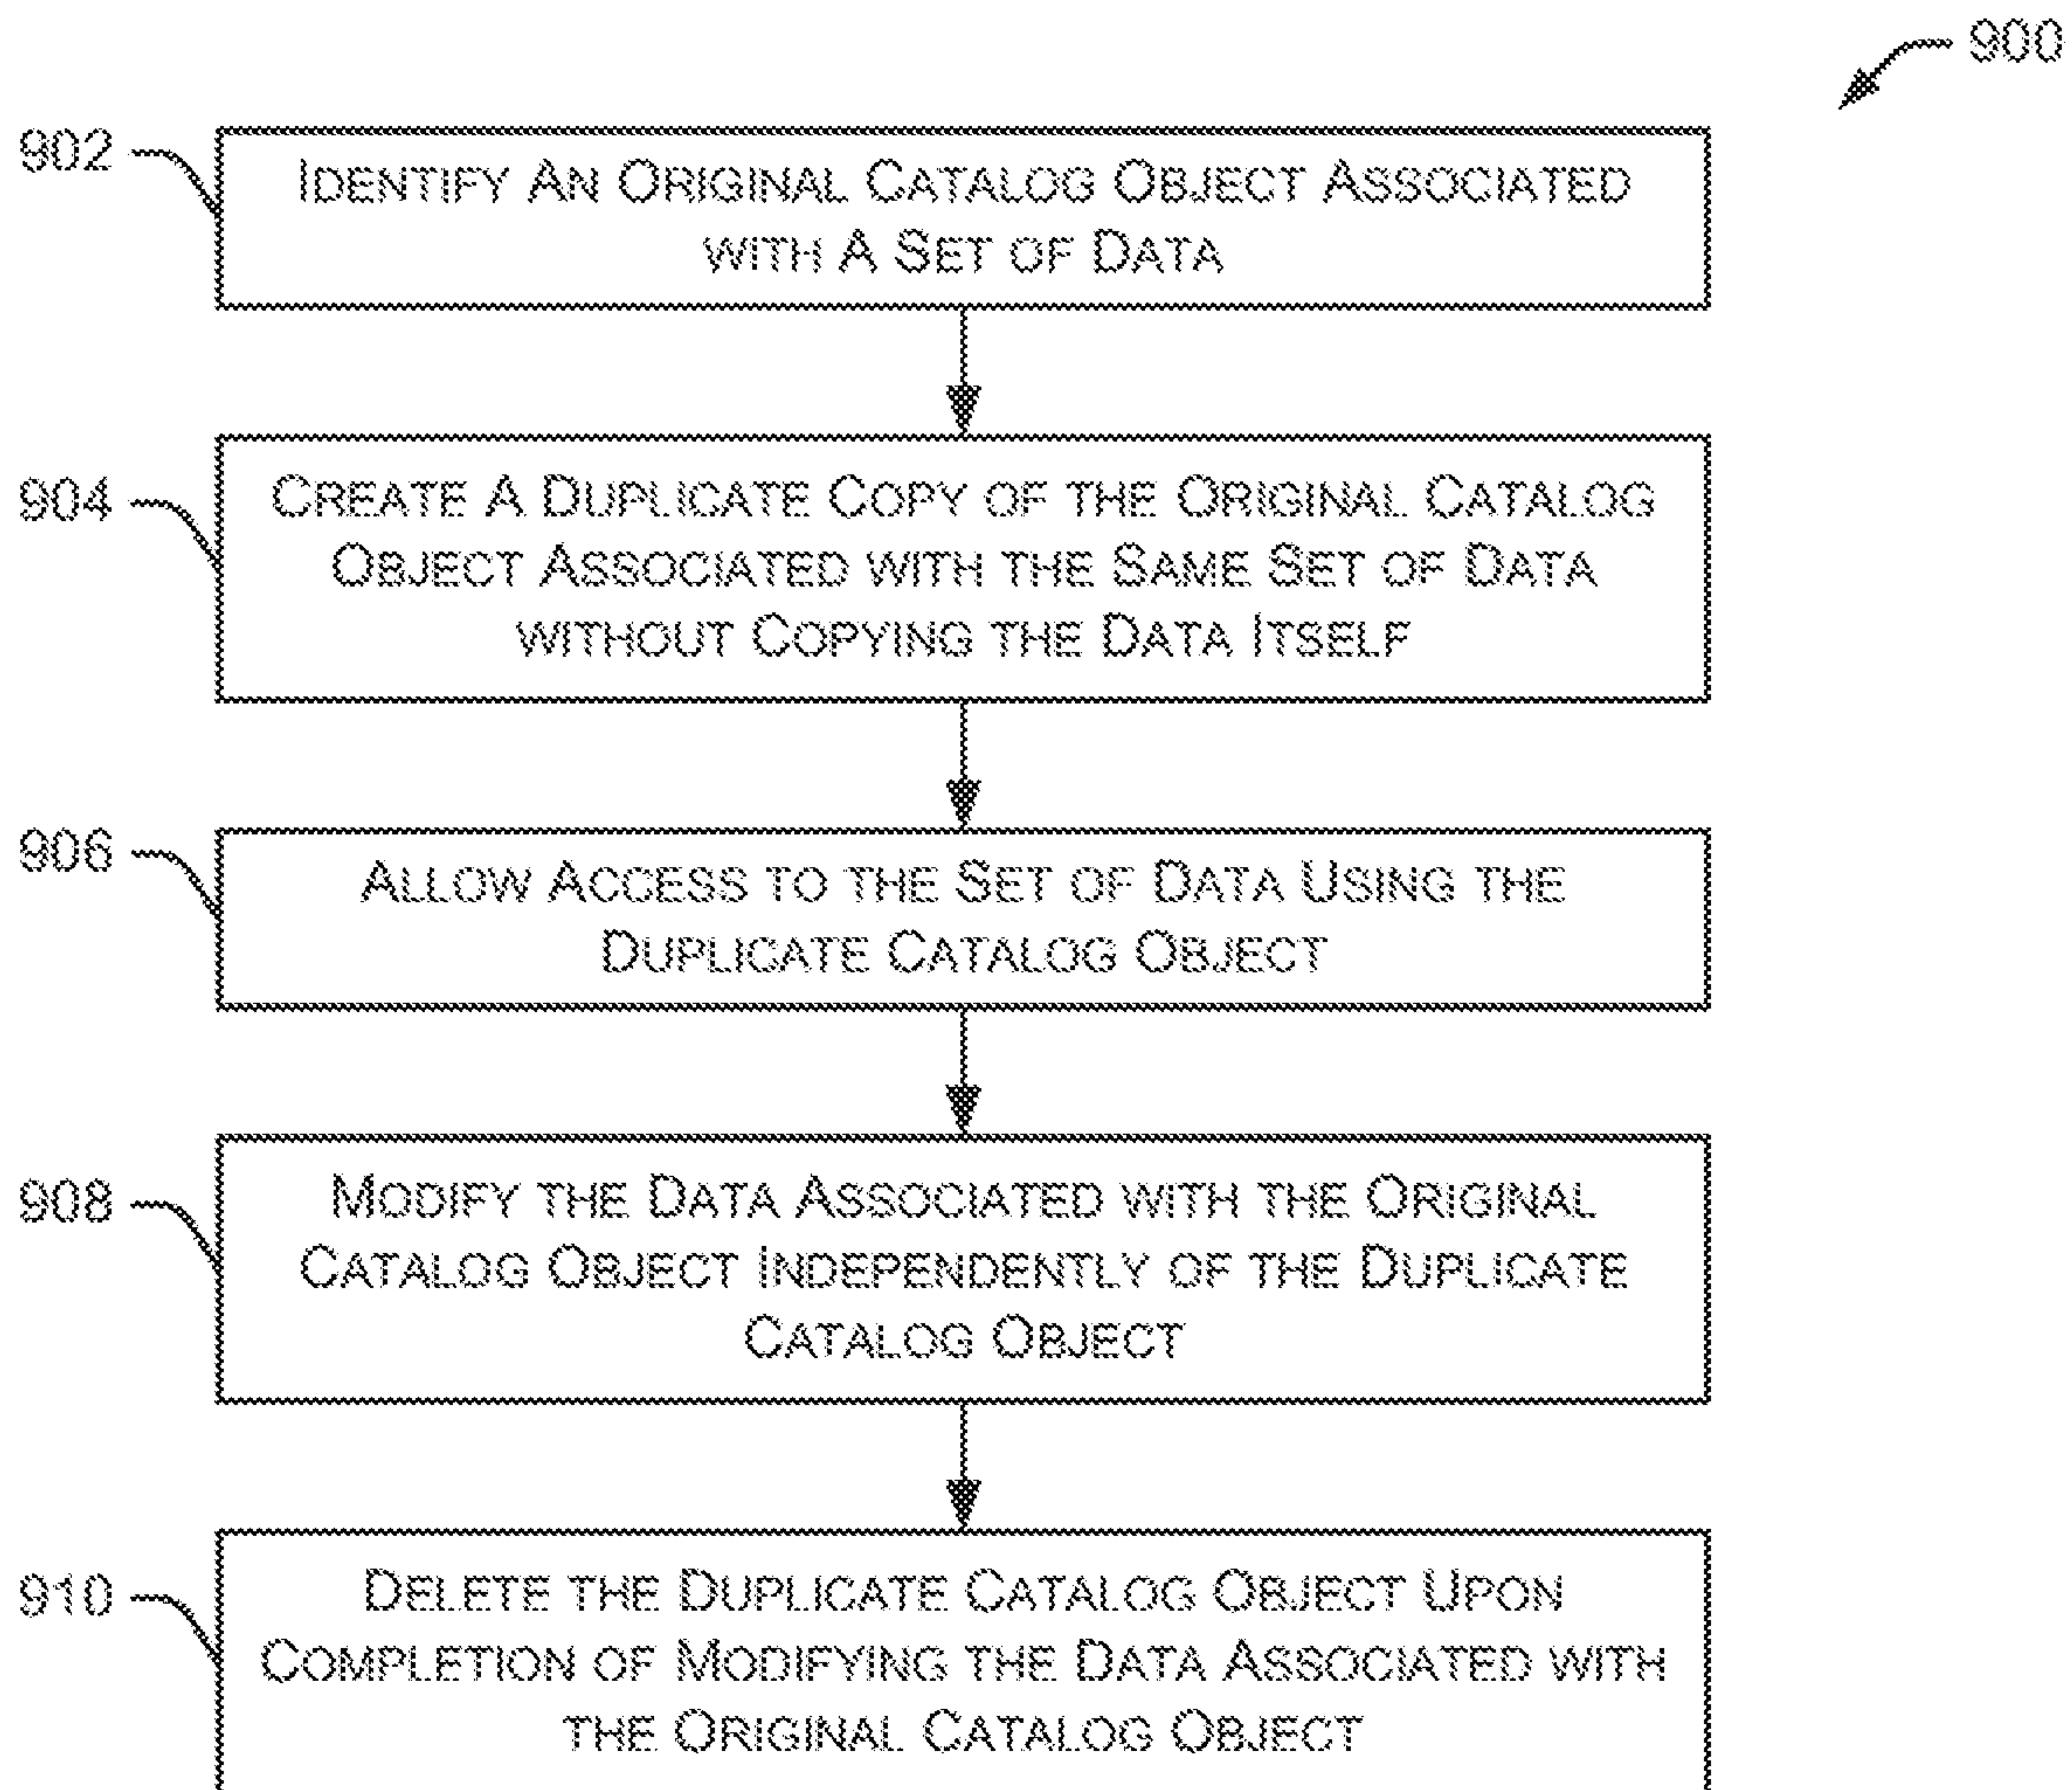 900
902
IDENTIFY AN ORIGINAL CATALOG OBJECT ASSOCIATED
WITH A SET OF DATA
904
CREATE A DUPLICATE COPY OF THE ORIGINAL CATALOG
OBJECT ASSOCIATED WITH THE SAME SET OF DATA
WITHOUT COPYING THE DATA ITSELF
906
ALLOW ACCESS TO THE SET OF DATA USING THE
DUPLICATE CATALOG OBJECT
908
MODIFY THE DATA ASSOCIATED WITH THE ORIGINAL
CATALOG OBJECT INDEPENDENTLY OF THE DUPLICATE
CATALOG OBJECT
910
DELETE THE DUPLICATE CATALOG OBJECT UPON
COMPLETION OF MODIFYING THE DATA ASSOCIATED WITH
THE ORIGINAL CATALOG OBJECT